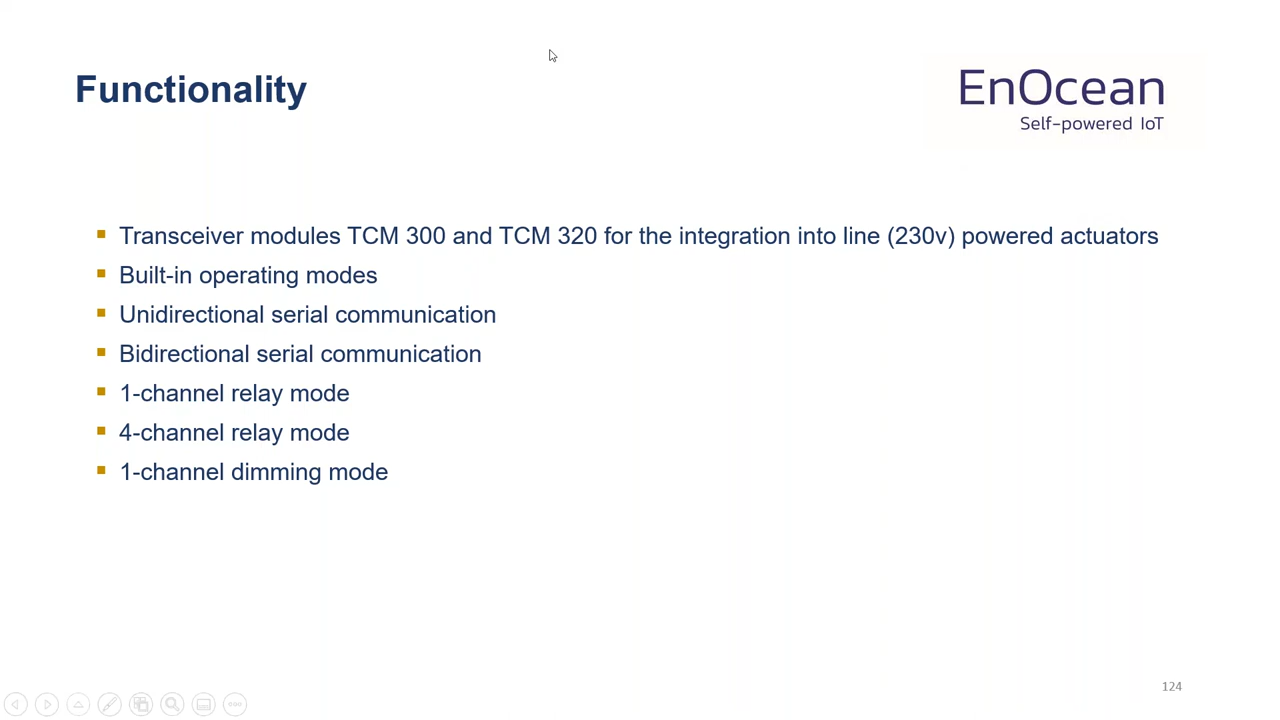 Functionality
EnOcean
Self-powered IoT
Transceiver modules TCM 300 and TCM 320 for the integration into line (230v) powered actuators
Built-in operating modes
Unidirectional serial communication
Bidirectional serial communication
1-channel relay mode
4-channel relay mode
1-channel dimming mode
124